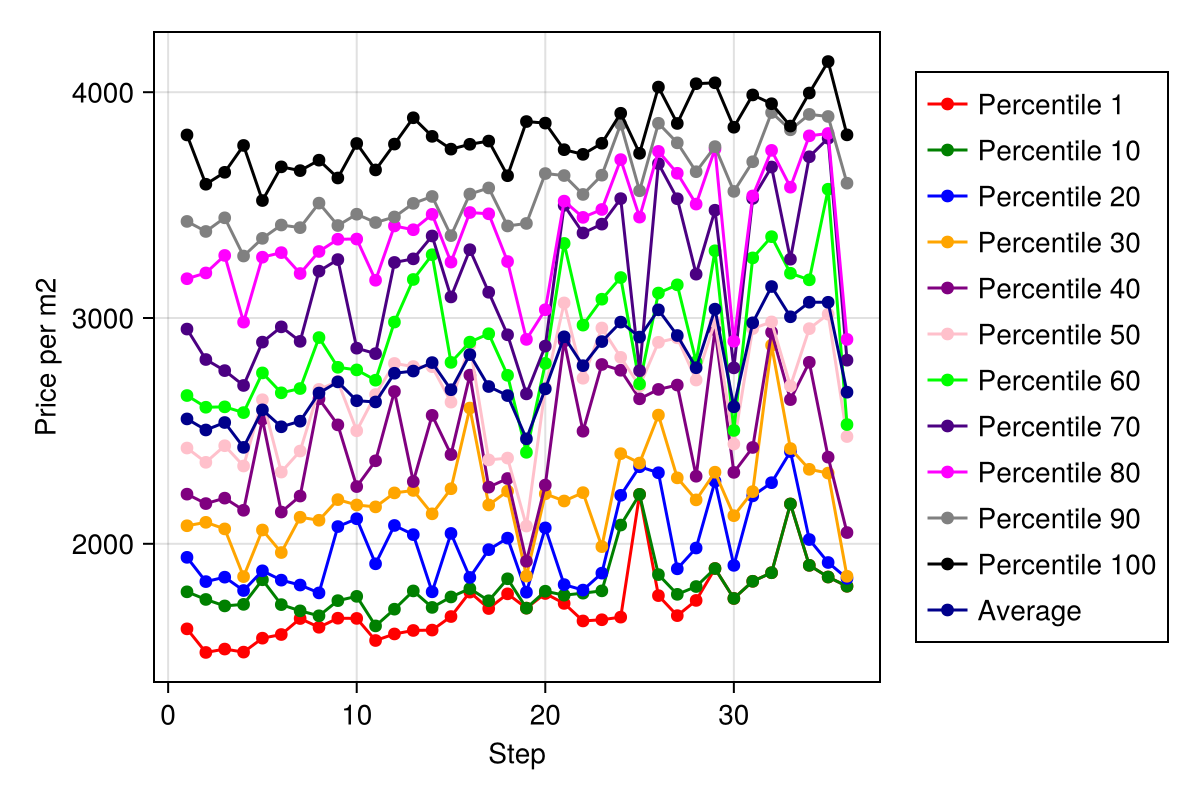 4000
3000
2000
0
10
20
30
Price per m2
Step
Percentile 1
Percentile 10
Percentile 20
Percentile 30
Percentile 40
Percentile 50
Percentile 60
Percentile 70
Percentile 80
Percentile 90
Percentile 100
Average